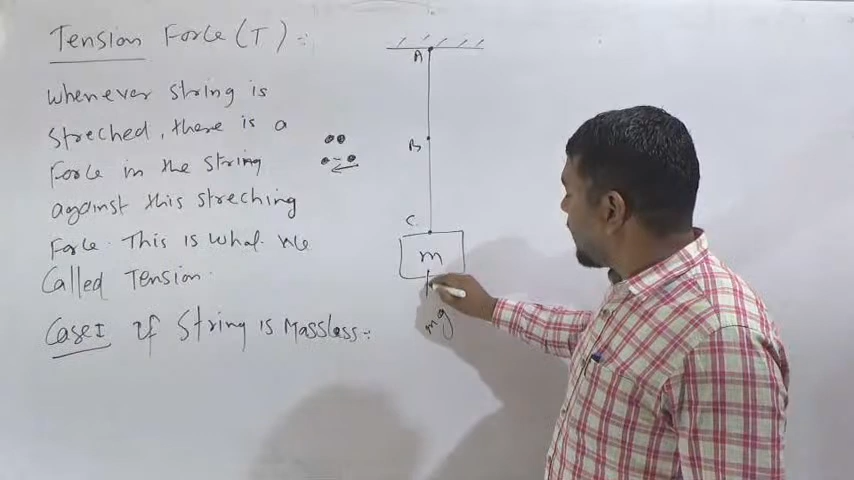 Tension Force (T) :-
Whenever String is
Streched, there is a
Force in the String
against this streching
Force. This is what we
Called Tension.
Case I If String is Massless :-
A
B
C
m
mg